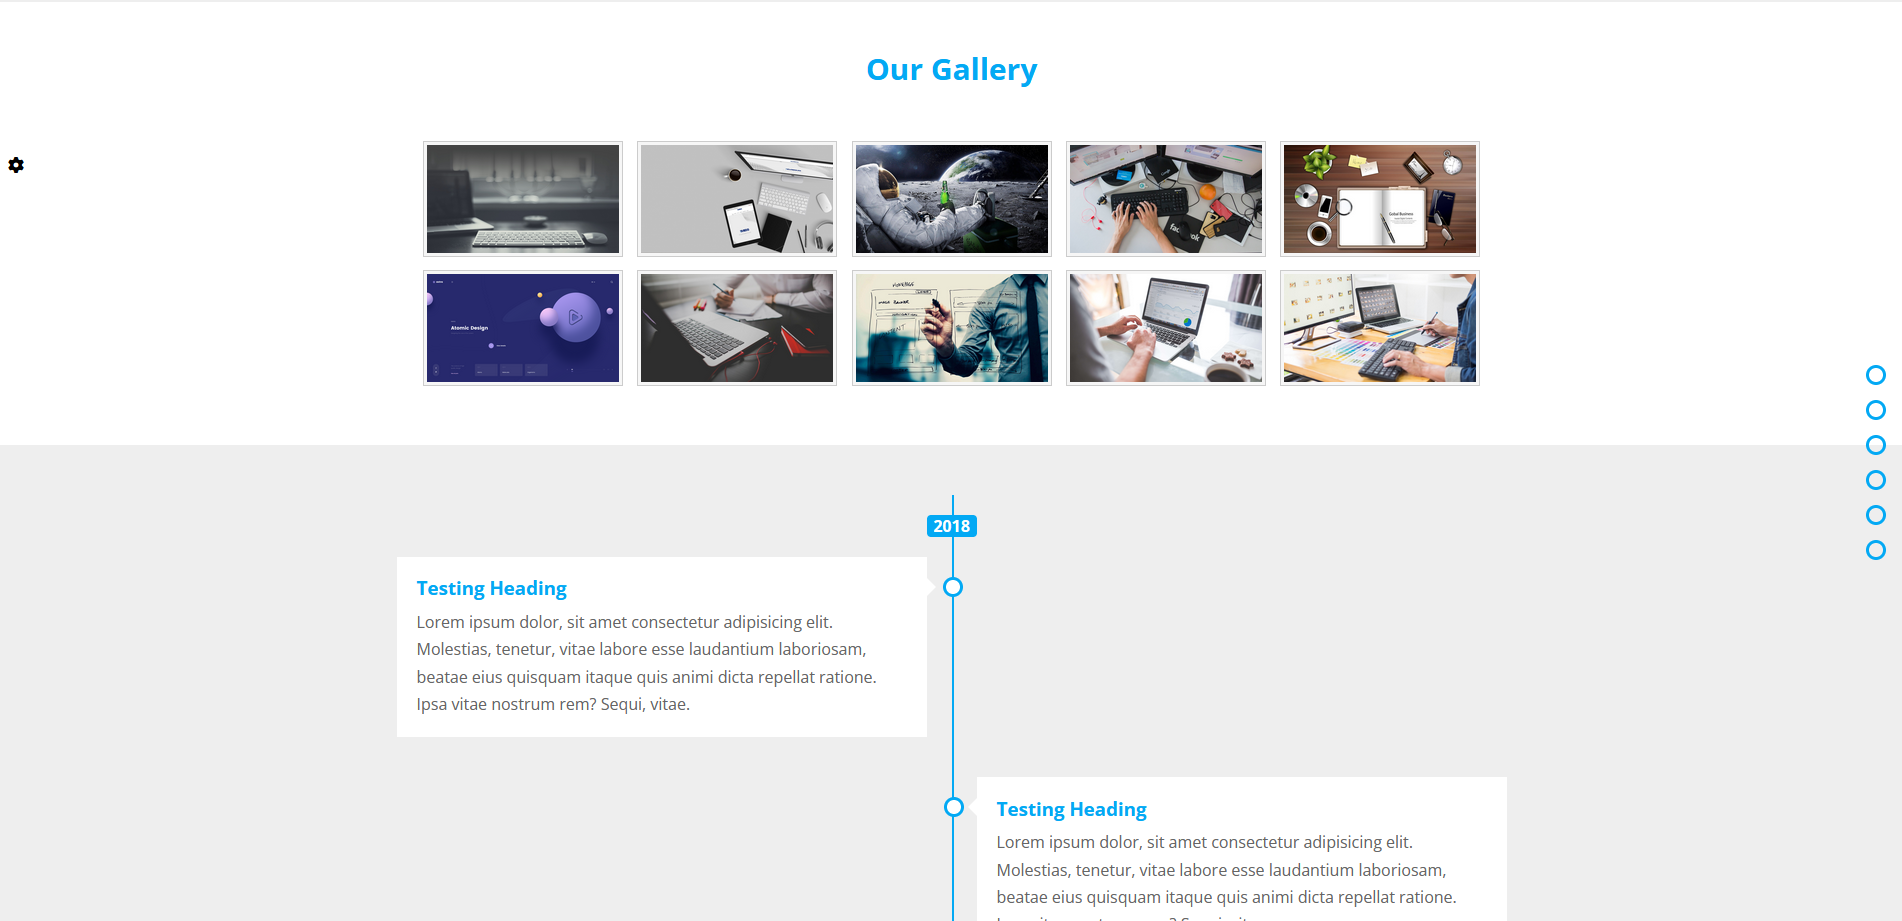 Our Gallery
Global Business
Atomic Design
2018
Testing Heading
Lorem ipsum dolor, sit amet consectetur adipisicing elit.
Molestias, tenetur, vitae labore esse laudantium laboriosam,
beatae eius quisquam itaque quis animi dicta repellat ratione.
Ipsa vitae nostrum rem? Sequi, vitae.
Testing Heading
Lorem ipsum dolor, sit amet consectetur adipisicing elit.
Molestias, tenetur, vitae labore esse laudantium laboriosam,
beatae eius quisquam itaque quis animi dicta repellat ratione.